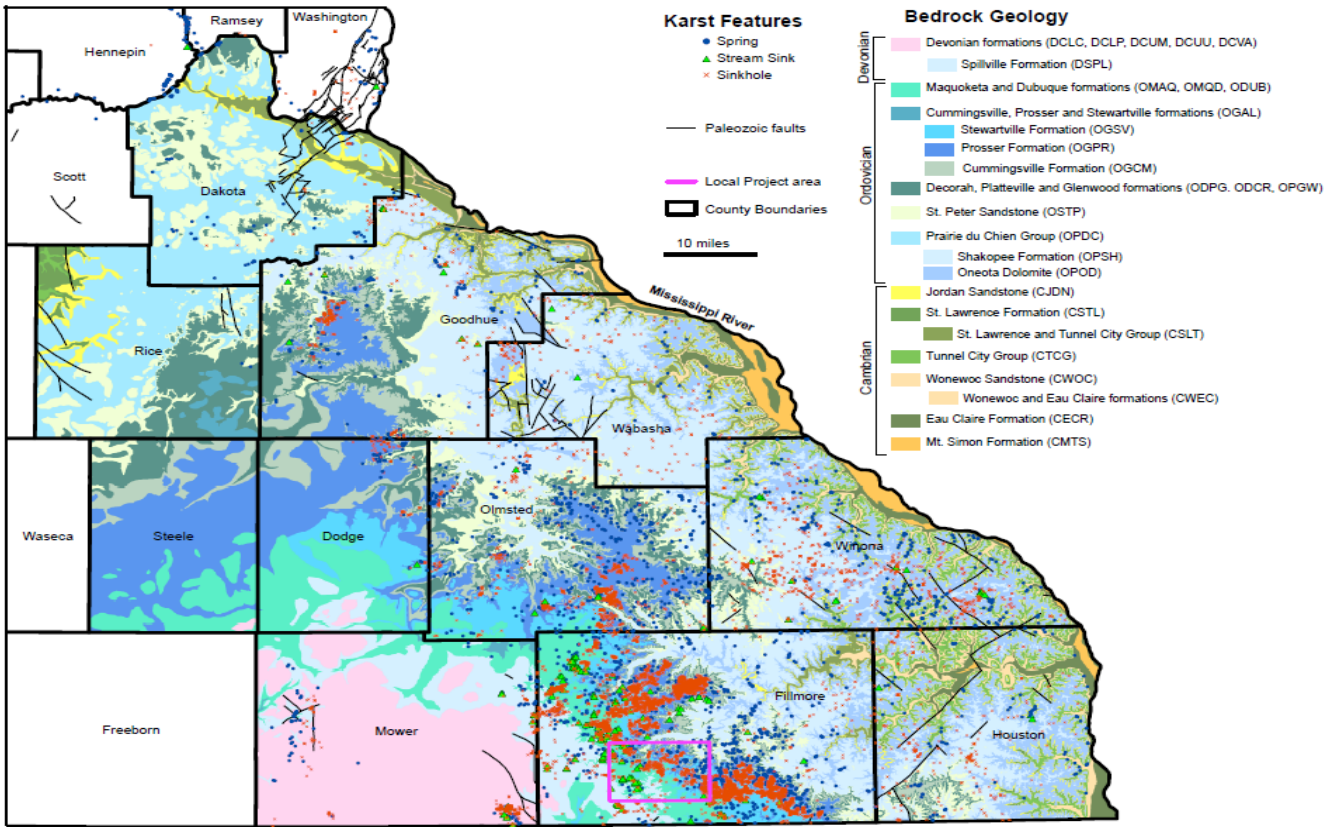 Ramsey
Washington
Hennepin
Scott
Dakota
Rice
Goodhue
Mississippi River
Wabasha
Waseca
Steele
Dodge
Olmsted
Winona
Freeborn
Mower
Fillmore
Houston
Karst Features
Spring
Stream Sink
Sinkhole
Paleozoic faults
Local Project area
County Boundaries
10 miles
Bedrock Geology
Devonian
Devonian formations (DCLC, DCLP, DCUM, DCUU, DCVA)
Spillville Formation (DSPL)
Ordovician
Maquoketa and Dubuque formations (OMAQ, OMQD, ODUB)
Cummingsville, Prosser and Stewartville formations (OGAL)
Stewartville Formation (OGSV)
Prosser Formation (OGPR)
Cummingsville Formation (OGCM)
Decorah, Platteville and Glenwood formations (ODPG. ODCR, OPGW)
St. Peter Sandstone (OSTP)
Prairie du Chien Group (OPDC)
Shakopee Formation (OPSH)
Oneota Dolomite (OPOD)
Cambrian
Jordan Sandstone (CJDN)
St. Lawrence Formation (CSTL)
St. Lawrence and Tunnel City Group (CSLT)
Tunnel City Group (CTCG)
Wonewoc Sandstone (CWOC)
Wonewoc and Eau Claire formations (CWEC)
Eau Claire Formation (CECR)
Mt. Simon Formation (CMTS)